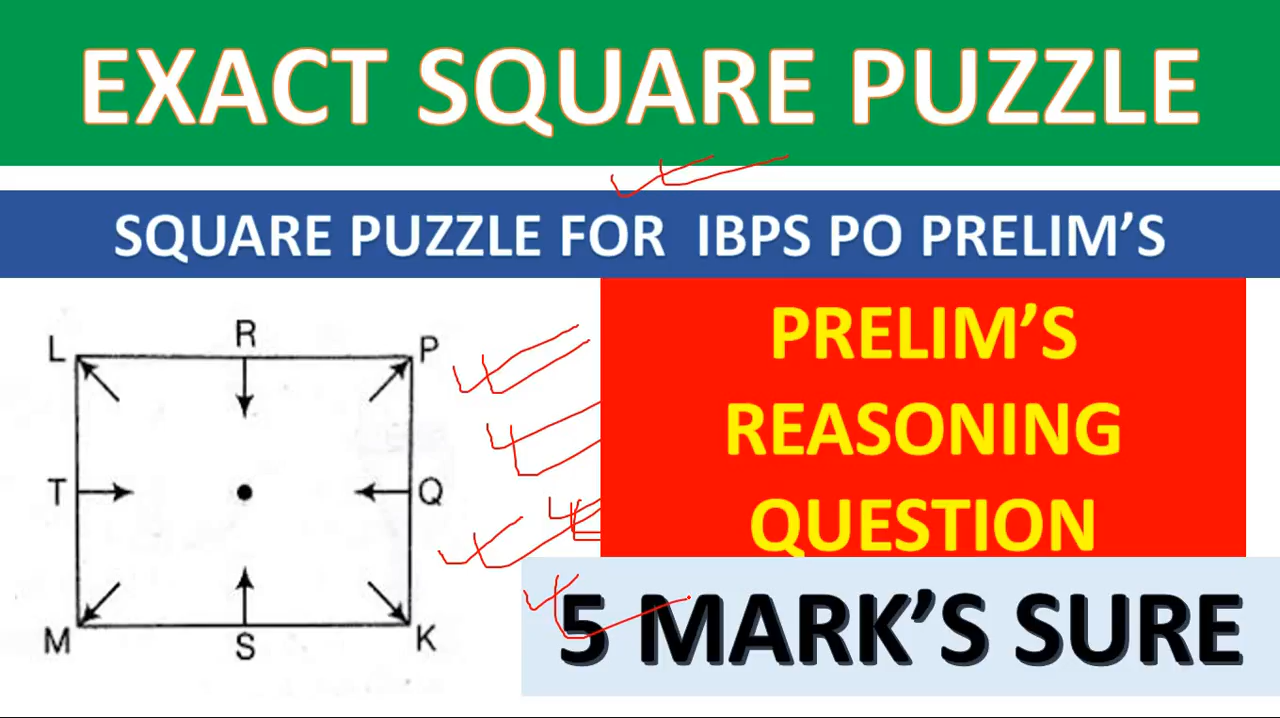 EXACT SQUARE PUZZLE
SQUARE PUZZLE FOR IBPS PO PRELIM'S
L R P
T Q
M S K
PRELIM'S
REASONING
QUESTION
5 MARK'S SURE